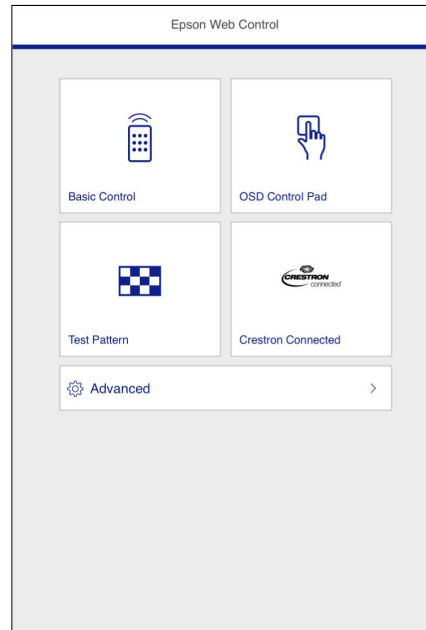 Epson Web Control
Basic Control
OSD Control Pad
CRESTRON
connected
Test Pattern
Crestron Connected
Advanced